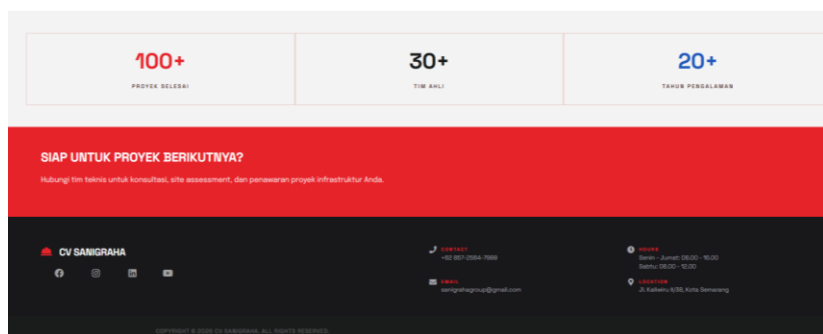 100+
PROYEK SELESAI
30+
TIM AHLI
20+
TAHUN PENGALAMAN
SIAP UNTUK PROYEK BERIKUTNYA?
Hubungi tim teknis untuk konsultasi, site assessment, dan penawaran proyek infrastruktur Anda.
CV SANIGRAHA
CONTACT
EMAIL
sanigrahagroup@gmail.com
HOURS
Senin - Jumat: 08.00 - 16.00
Sabtu: 08.00 - 12.00
LOCATION
Jl. Kaliwiru II/38, Kota Semarang
COPYRIGHT © 2026 CV SANIGRAHA. ALL RIGHTS RESERVED.